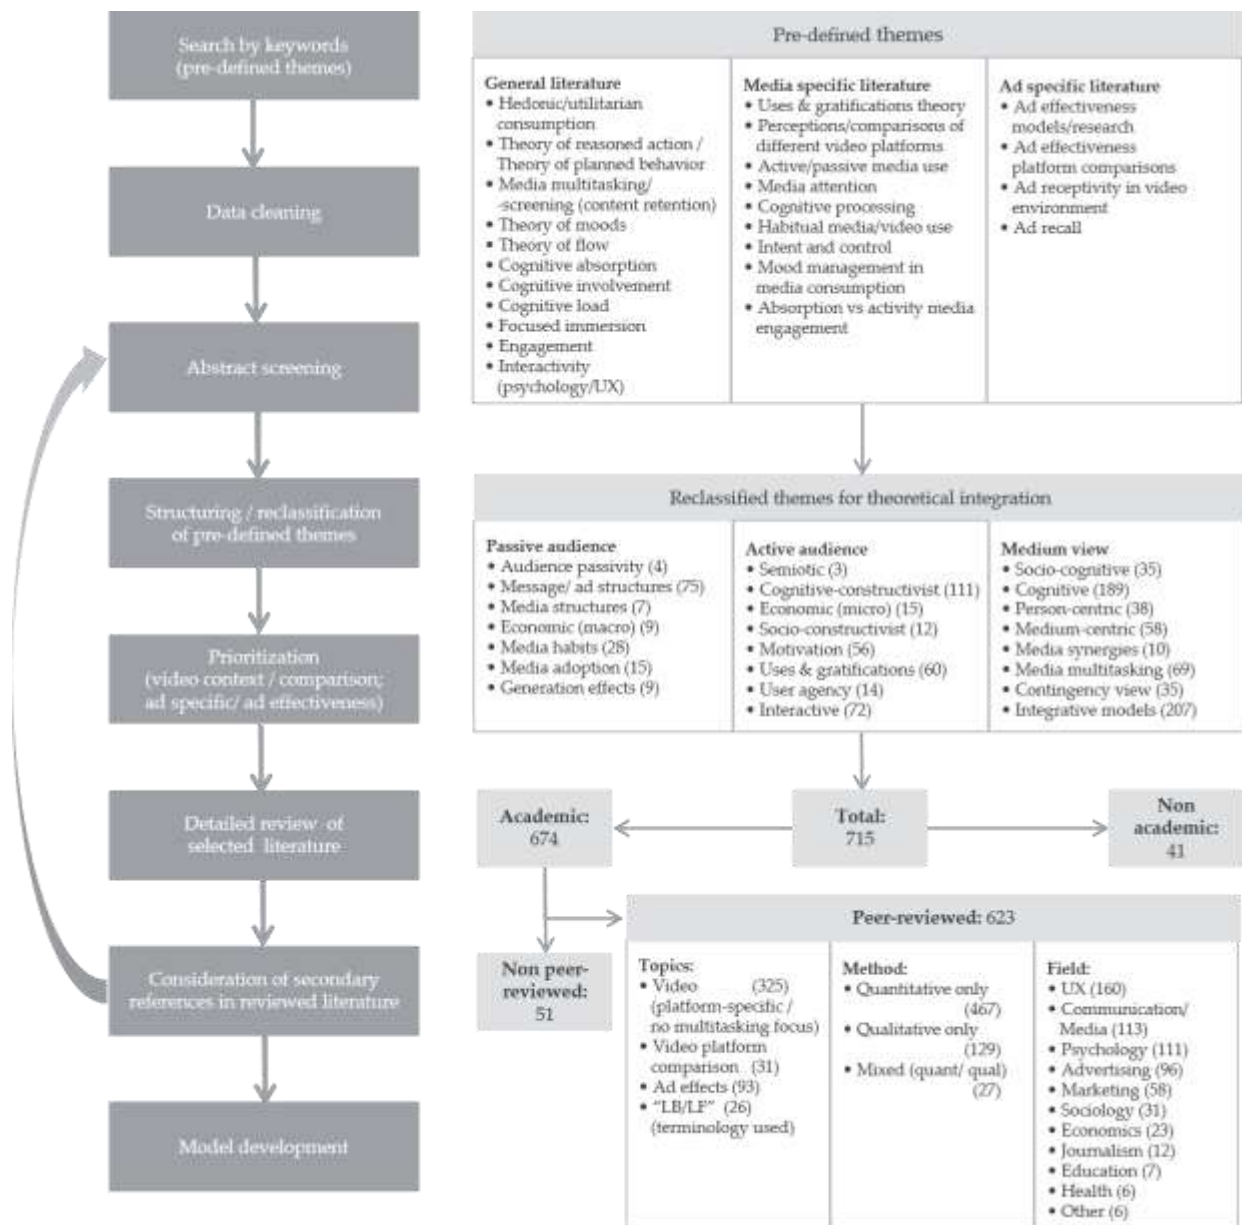 Search by keywords
(pre-defined themes)
Data cleaning
Abstract screening
Structuring / reclassification
of pre-defined themes
Prioritization
(video context / comparison;
ad specific/ ad effectiveness)
Detailed review of
selected literature
Consideration of secondary
references in reviewed literature
Model development
Pre-defined themes
General literature
• Hedonic/utilitarian
consumption
• Theory of reasoned action /
Theory of planned behavior
• Media multitasking/
-screening (content retention)
• Theory of moods
• Theory of flow
• Cognitive absorption
• Cognitive involvement
• Cognitive load
• Focused immersion
• Engagement
• Interactivity
(psychology/UX)
Media specific literature
• Uses & gratifications theory
• Perceptions/comparisons of
different video platforms
• Active/passive media use
• Media attention
• Cognitive processing
• Habitual media/video use
• Intent and control
• Mood management in
media consumption
• Absorption vs activity media
engagement
Ad specific literature
• Ad effectiveness
models/research
• Ad effectiveness
platform comparisons
• Ad receptivity in video
environment
• Ad recall
Reclassified themes for theoretical integration
Passive audience
• Audience passivity (4)
• Message/ ad structures (75)
• Media structures (7)
• Economic (macro) (9)
• Media habits (28)
• Media adoption (15)
• Generation effects (9)
Active audience
• Semiotic (3)
• Cognitive-constructivist (111)
• Economic (micro) (15)
• Socio-constructivist (12)
• Motivation (56)
• Uses & gratifications (60)
• User agency (14)
• Interactive (72)
Medium view
• Socio-cognitive (35)
• Cognitive (189)
• Person-centric (38)
• Medium-centric (58)
• Media synergies (10)
• Media multitasking (69)
• Contingency view (35)
• Integrative models (207)
Academic:
674
Total:
715
Non
academic:
41
Non peer-
reviewed:
51
Peer-reviewed: 623
Topics:
• Video (325)
(platform-specific /
no multitasking focus)
• Video platform
comparison (31)
• Ad effects (93)
• "LB/LF" (26)
(terminology used)
Method:
• Quantitative only
(467)
• Qualitative only
(129)
• Mixed (quant/ qual)
(27)
Field:
• UX (160)
• Communication/
Media (113)
• Psychology (111)
• Advertising (96)
• Marketing (58)
• Sociology (31)
• Economics (23)
• Journalism (12)
• Education (7)
• Health (6)
• Other (6)